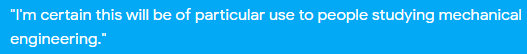 "I'm certain this will be of particular use to people studying mechanical
engineering."